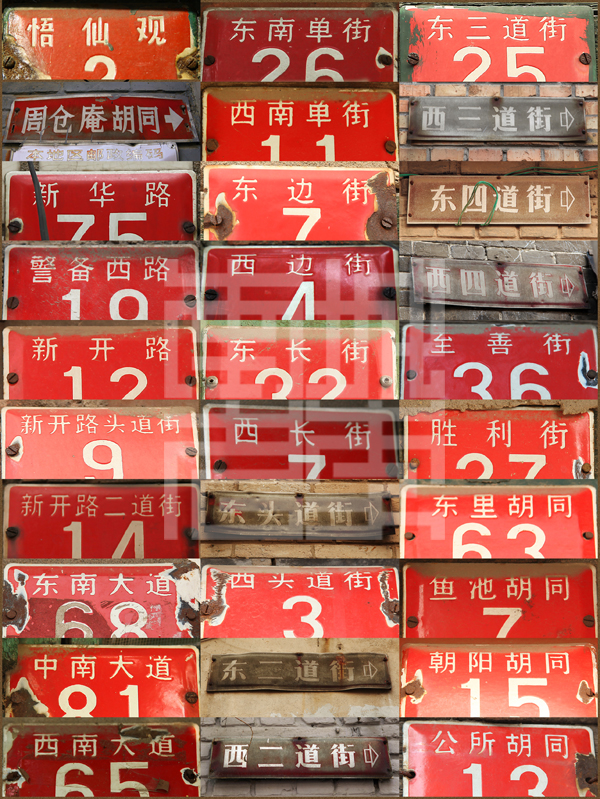 悟仙观
2
东南单街
26
东三道街
25
周仓庵胡同
西南单街
11
西三道街
新华路
75
东边街
7
东四道街
警备西路
19
西边街
4
西四道街
新开路
12
东长街
32
至善街
36
新开路头道街
9
西长街
7
胜利街
27
新开路二道街
14
东头道街
东里胡同
63
东南大道
68
西头道街
3
鱼池胡同
7
中南大道
81
东二道街
朝阳胡同
15
西南大道
65
西二道街
公所胡同
13